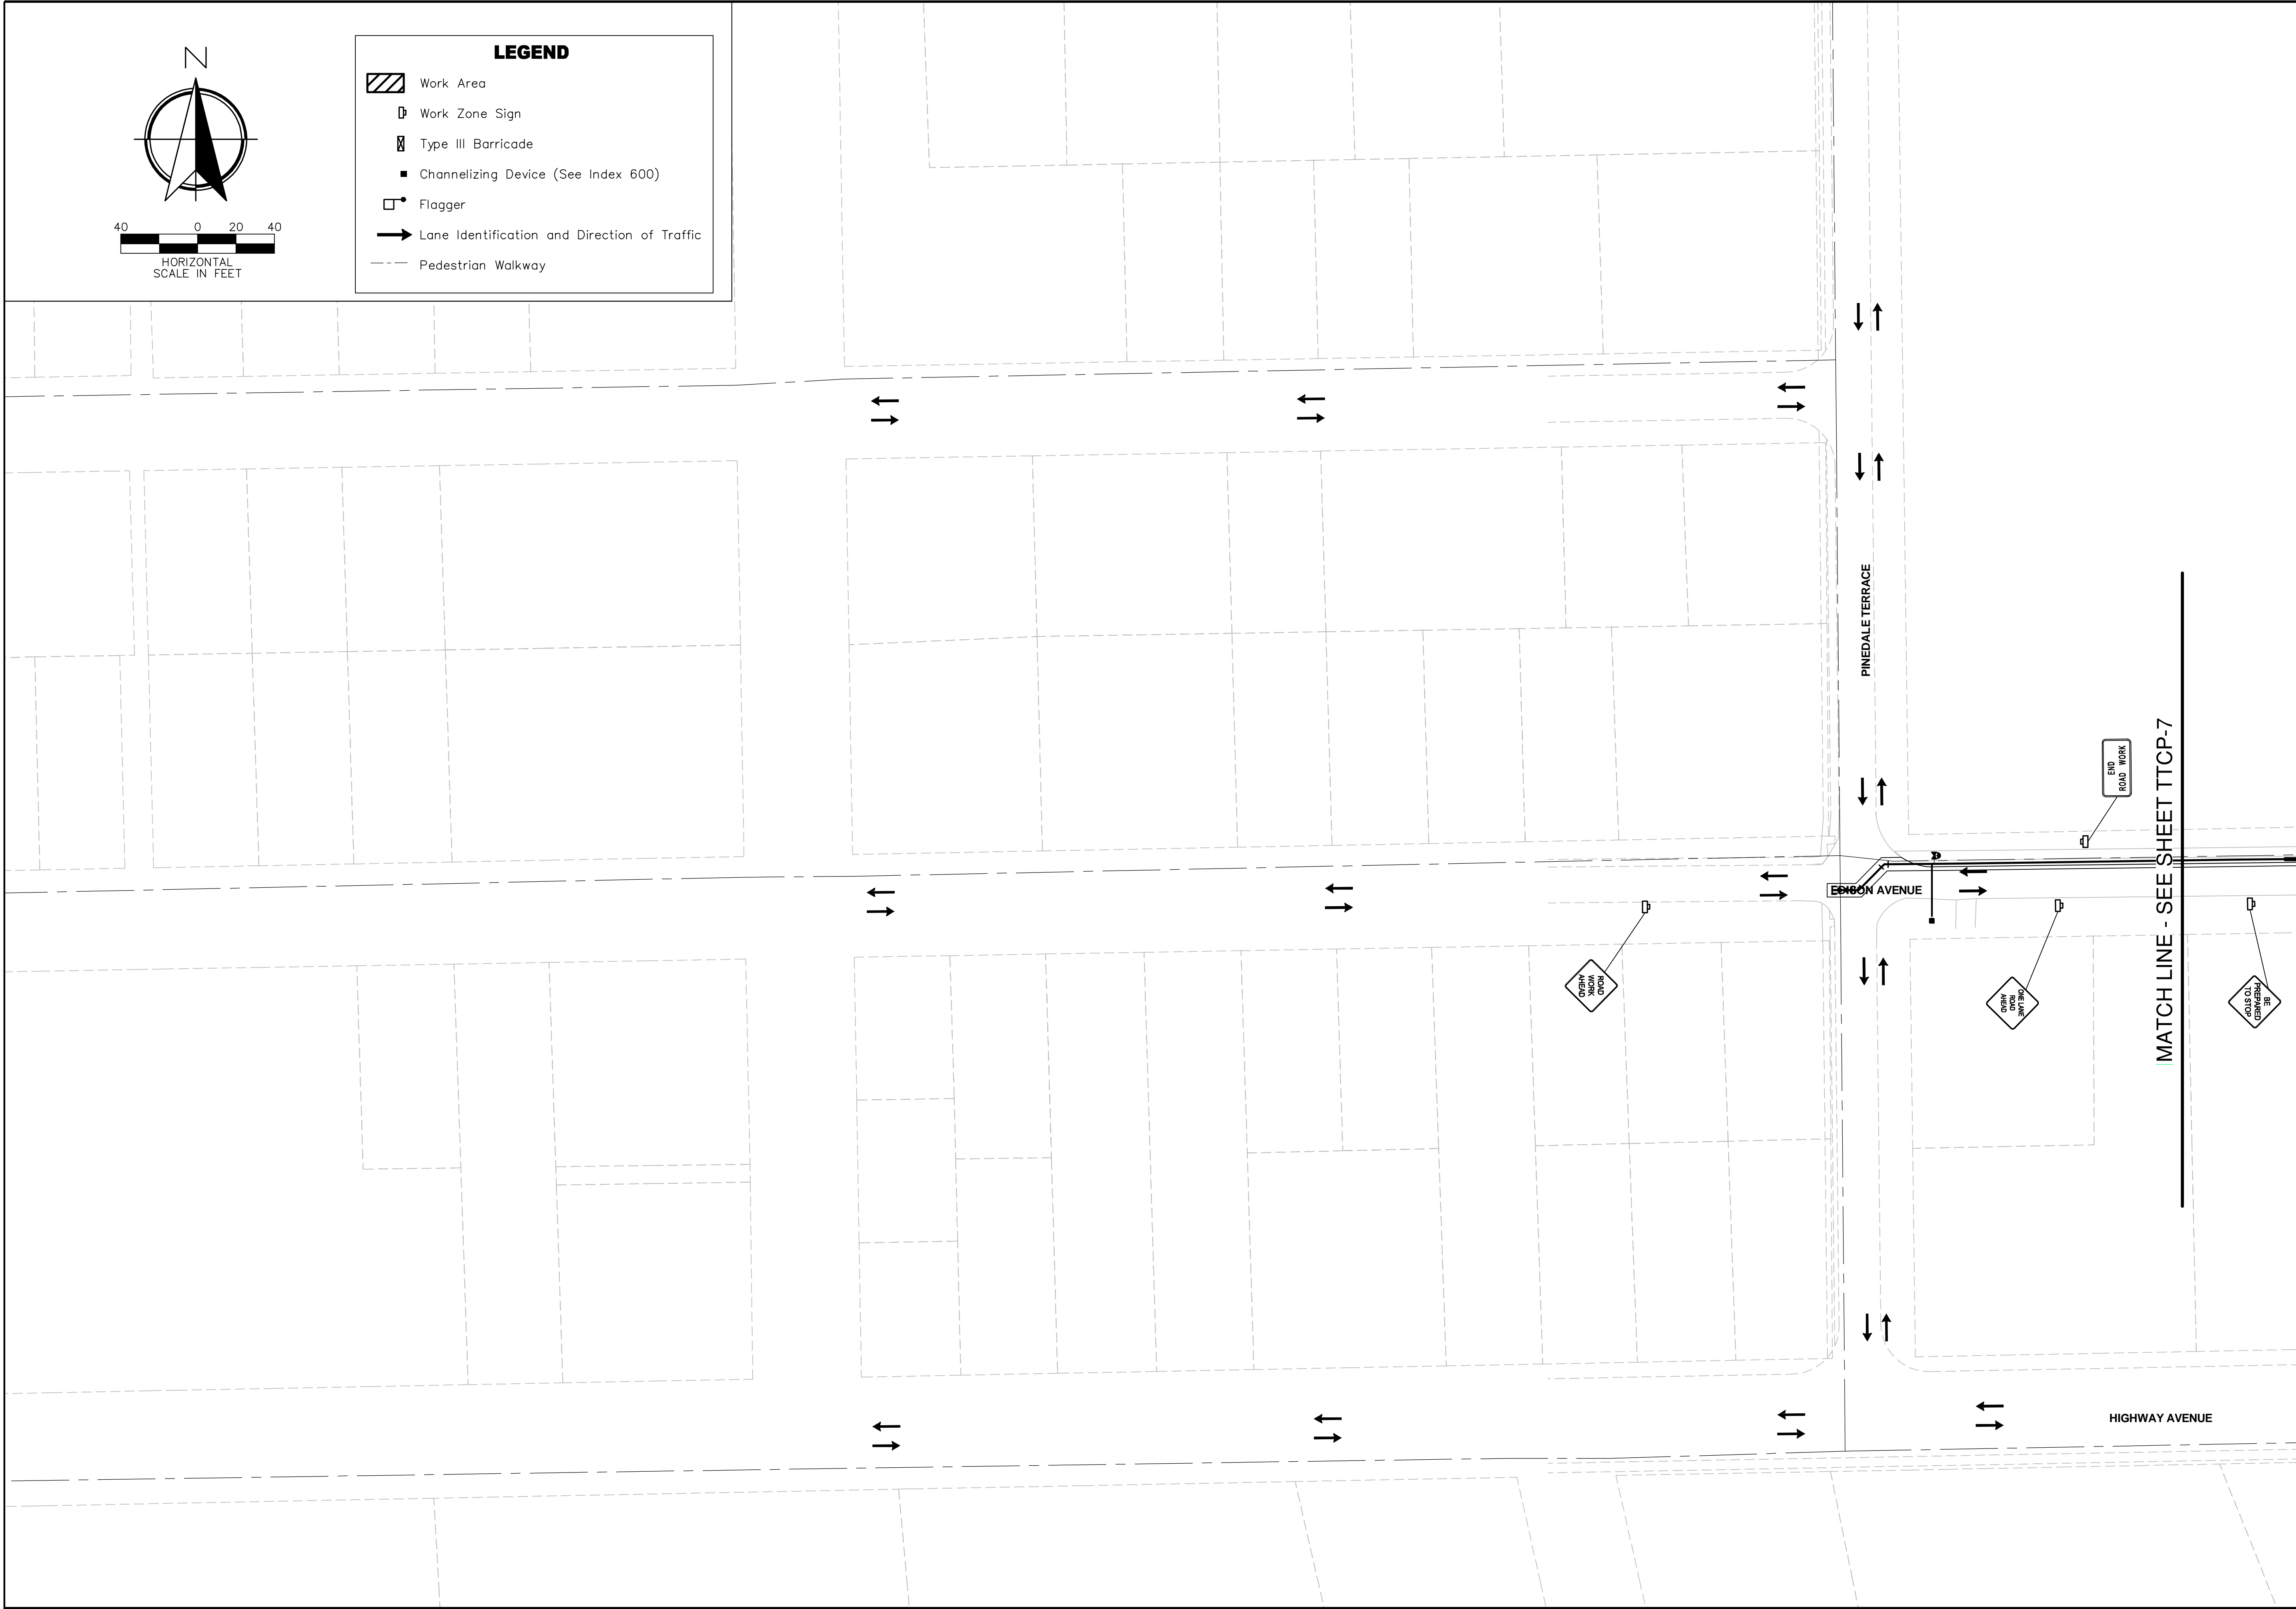 N
40 0 20 40
HORIZONTAL
SCALE IN FEET
LEGEND
Work Area
Work Zone Sign
Type III Barricade
Channelizing Device (See Index 600)
Flagger
Lane Identification and Direction of Traffic
Pedestrian Walkway
PINEDALE TERRACE
END
ROAD WORK
MATCH LINE - SEE SHEET TTCP-7
EDISON AVENUE
ROAD
WORK
AHEAD
ONE LANE
ROAD
AHEAD
BE
PREPARED
TO STOP
HIGHWAY AVENUE